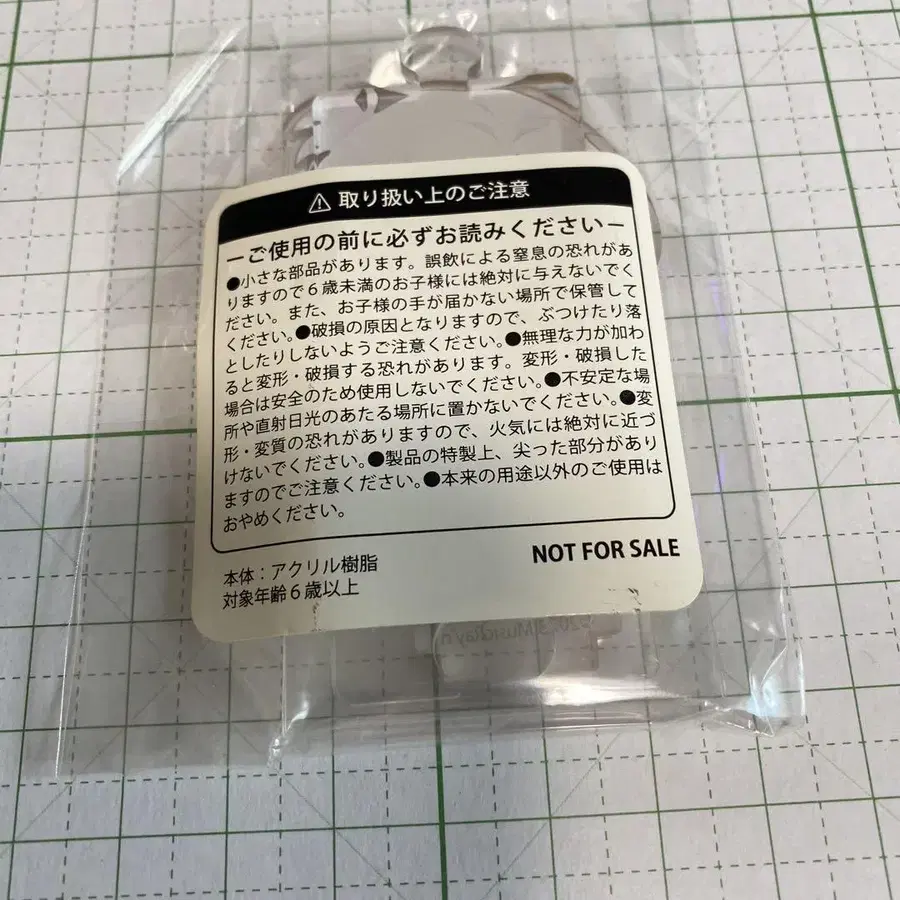 ⚠ 取り扱い上のご注意
ーご使用の前に必ずお読みくださいー
●小さな部品があります。誤飲による窒息の恐れがあ
りますので6歳未満のお子様には絶対に与えないでく
ださい。また、お子様の手が届かない場所で保管して
ください。●破損の原因となりますので、ぶつけたり落
としたりしないようご注意ください。●無理な力が加わ
ると変形・破損する恐れがあります。変形・破損した
場合は安全のため使用しないでください。●不安定な場
所や直射日光のあたる場所に置かないでください。●変
形・変質の恐れがありますので、火気には絶対に近づ
けないでください。●製品の特製上、尖った部分があり
ますのでご注意ください。●本来の用途以外のご使用は
おやめください。
NOT FOR SALE
本体：アクリル樹脂
対象年齢6歳以上